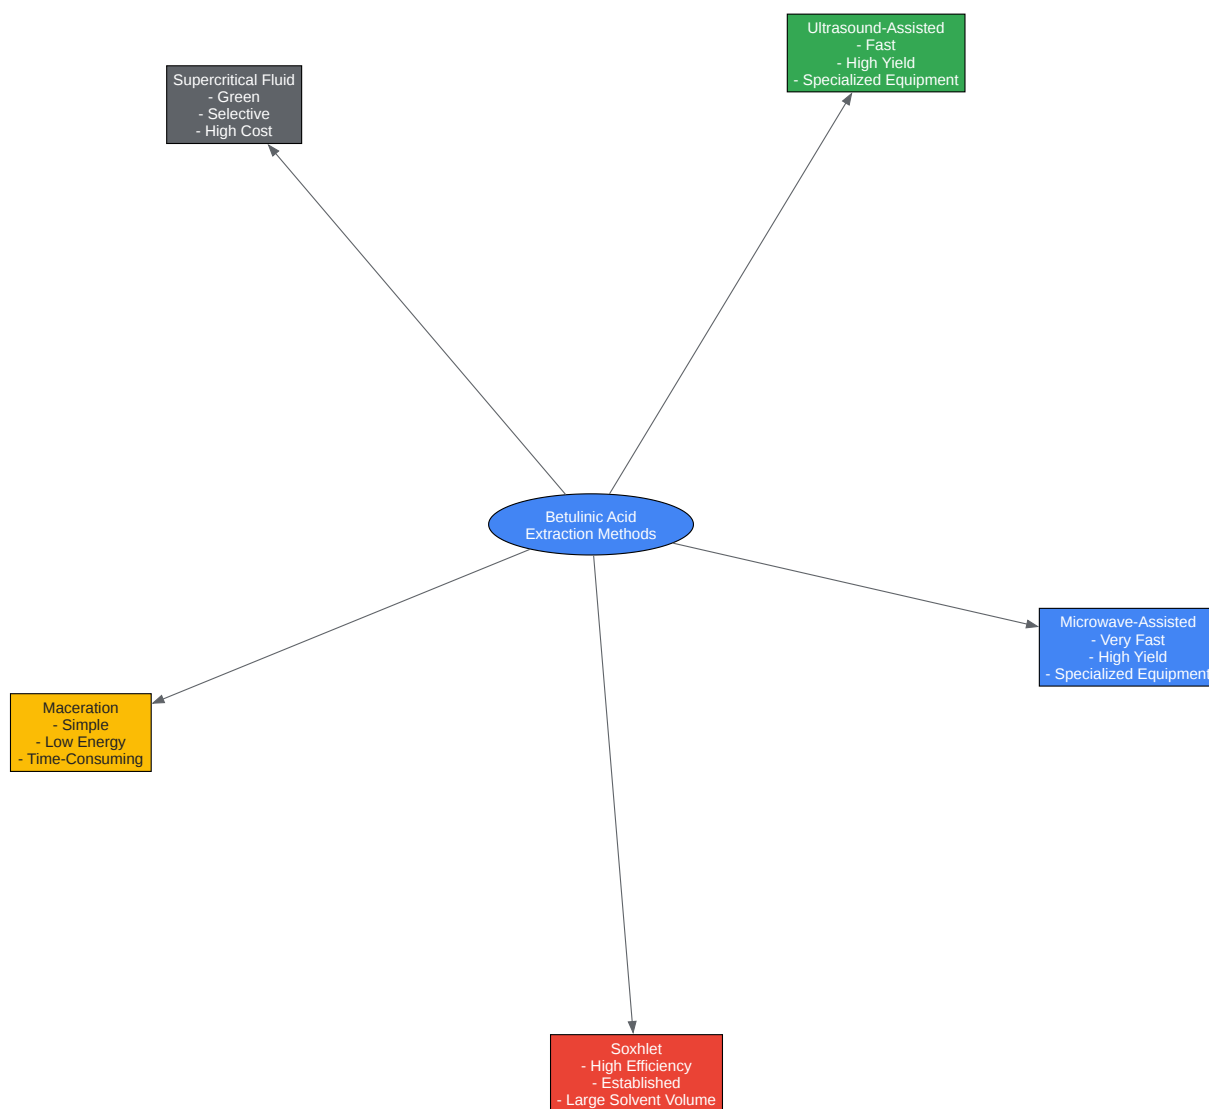 Ultrasound-Assisted
- Fast
- High Yield
- Specialized Equipment
Supercritical Fluid
- Green
- Selective
- High Cost
Betulinic Acid
Extraction Methods
Microwave-Assisted
- Very Fast
- High Yield
- Specialized Equipment
Maceration
- Simple
- Low Energy
- Time-Consuming
Soxhlet
- High Efficiency
- Established
- Large Solvent Volume